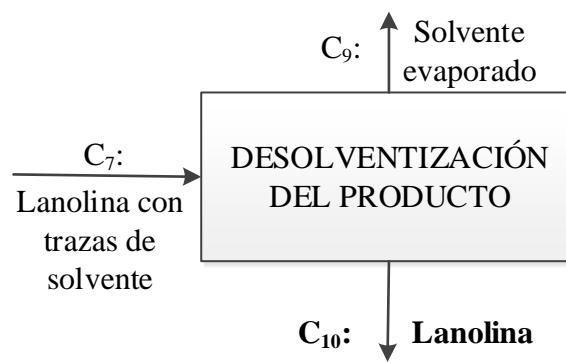 C₉:
Solvente
evaporado
C₇:
Lanolina con
trazas de
solvente
DESOLVENTIZACIÓN
DEL PRODUCTO
C₁₀: Lanolina